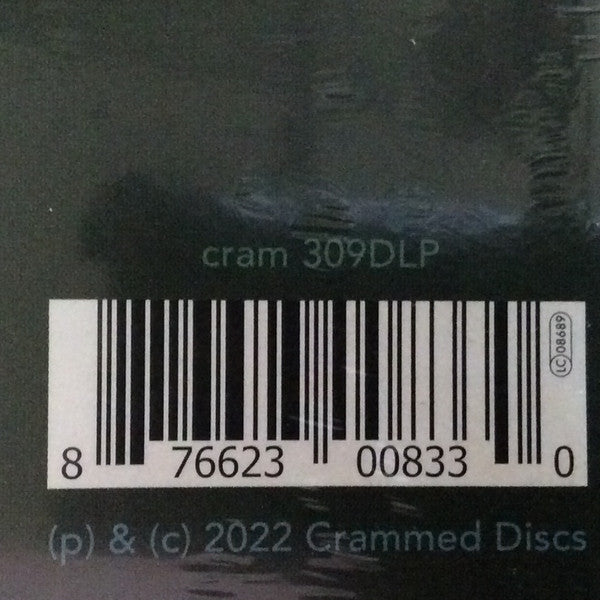 cram 309DLP
LC 08689
8 76623 00833 0
(p) & (c) 2022 Crammed Discs